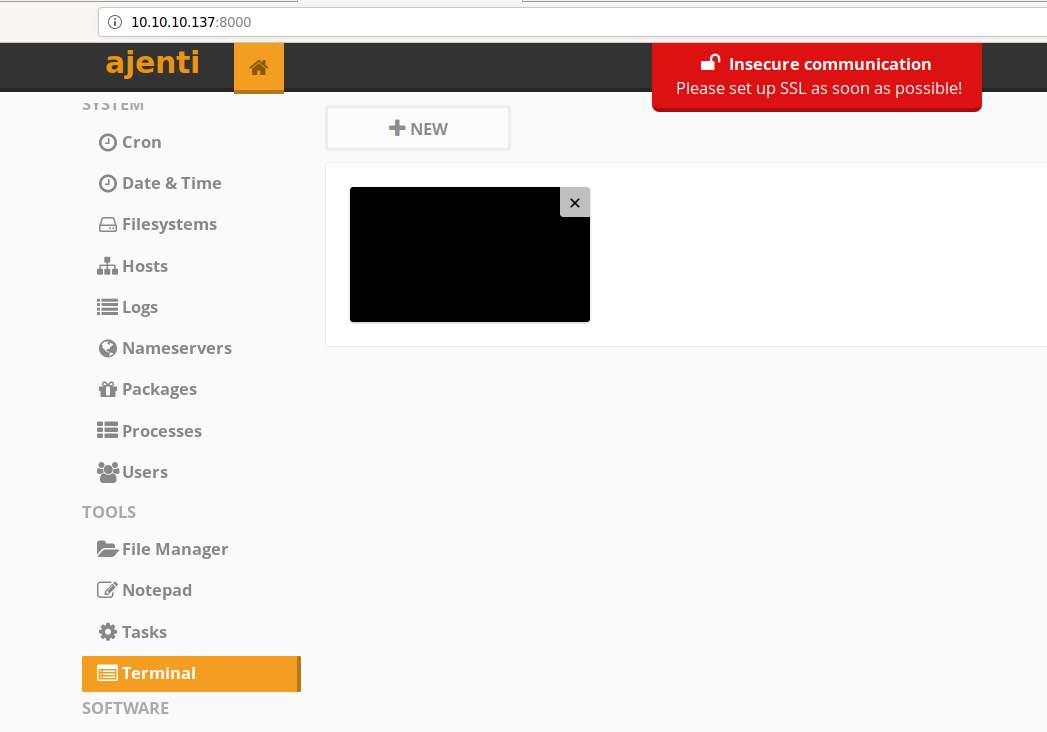 10.10.10.137:8000
ajenti
Insecure communication
Please set up SSL as soon as possible!
SYSTEM
Cron
Date & Time
Filesystems
Hosts
Logs
Nameservers
Packages
Processes
Users
TOOLS
File Manager
Notepad
Tasks
Terminal
SOFTWARE
NEW